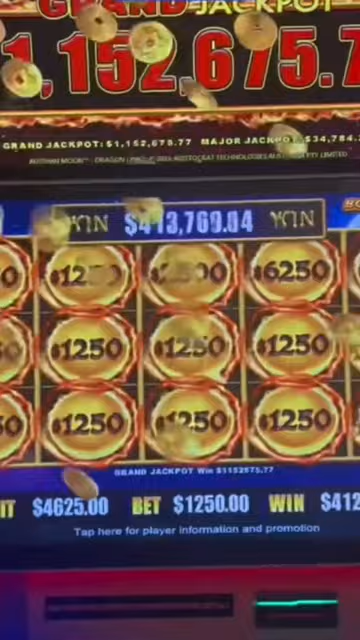 GRAND JACKPOT
1,152,675.7
GRAND JACKPOT: $1,152,675.77 MAJOR JACKPOT: $34,784.
WIN $413,769.04 WIN
$6250
$1250 $1250 $1250
$1250 $1250 $1250
GRAND JACKPOT Win $1152675.77
IT $4625.00 BET $1250.00 WIN $412
Tap here for player information and promotion